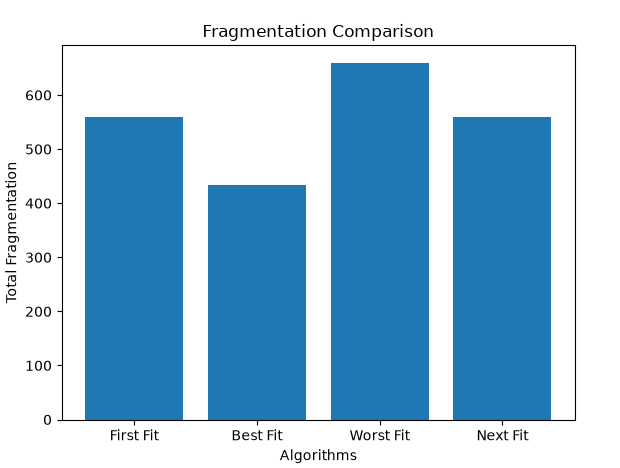 Fragmentation Comparison
Total Fragmentation
600
500
400
300
200
100
0
First Fit
Best Fit
Worst Fit
Next Fit
Algorithms